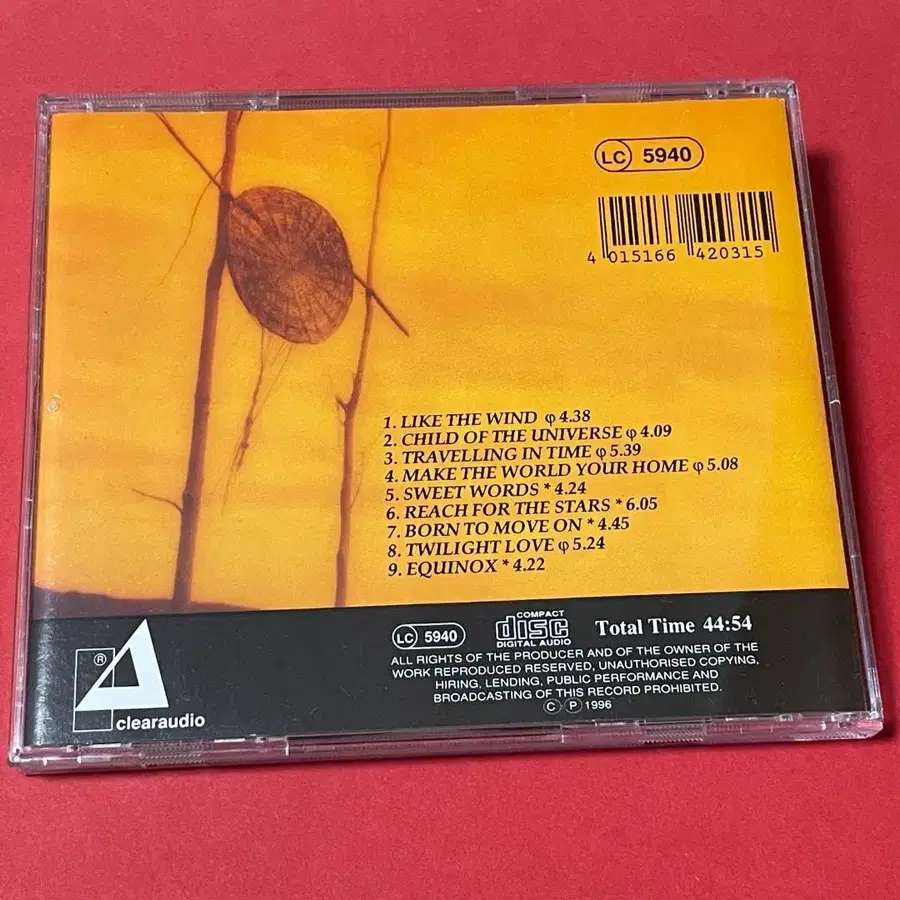 LC 5940
4 015166 420315
1. LIKE THE WIND φ 4.38
2. CHILD OF THE UNIVERSE φ 4.09
3. TRAVELLING IN TIME φ 5.39
4. MAKE THE WORLD YOUR HOME φ 5.08
5. SWEET WORDS * 4.24
6. REACH FOR THE STARS * 6.05
7. BORN TO MOVE ON * 4.45
8. TWILIGHT LOVE φ 5.24
9. EQUINOX * 4.22
® clearaudio
LC 5940
COMPACT
disc
DIGITAL AUDIO
Total Time 44:54
ALL RIGHTS OF THE PRODUCER AND OF THE OWNER OF THE
WORK REPRODUCED RESERVED, UNAUTHORISED COPYING,
HIRING, LENDING, PUBLIC PERFORMANCE AND
BROADCASTING OF THIS RECORD PROHIBITED.
Ⓒ Ⓟ 1996